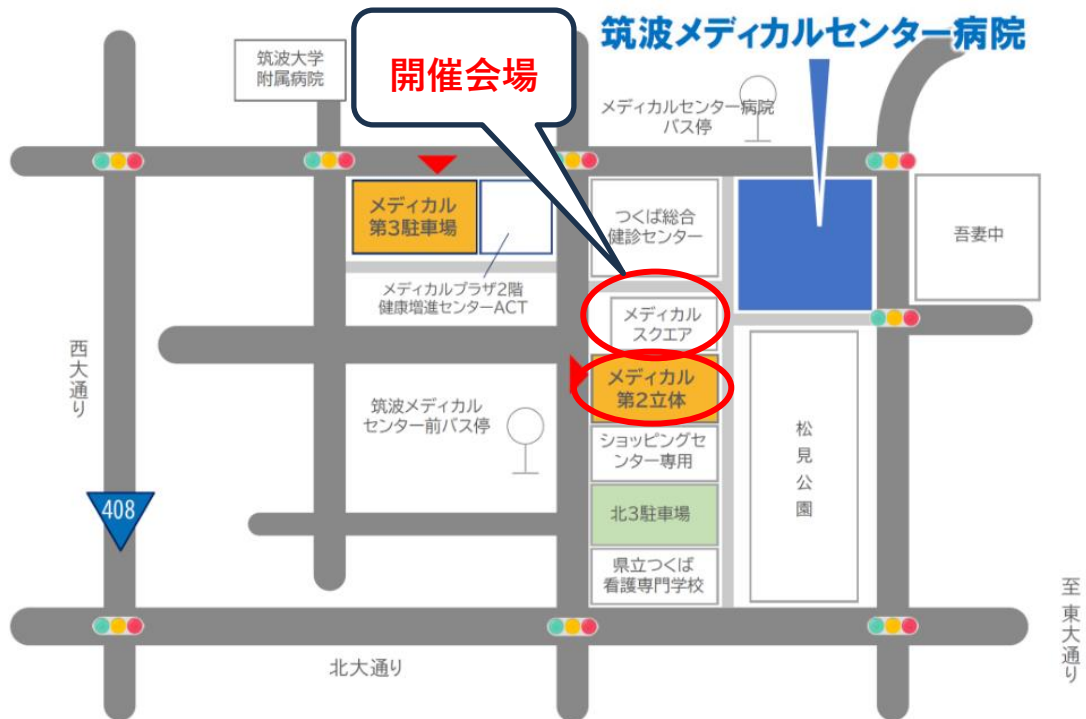 筑波メディカルセンター病院
筑波大学
附属病院
開催会場
メディカルセンター病院
バス停
メディカル
第3駐車場
つくば総合
健診センター
吾妻中
メディカルプラザ2階
健康増進センターACT
メディカル
スクエア
西大通り
メディカル
第2立体
筑波メディカル
センター前バス停
ショッピングセ
ンター専用
松見公園
408
北3駐車場
県立つくば
看護専門学校
至 東大通り
北大通り